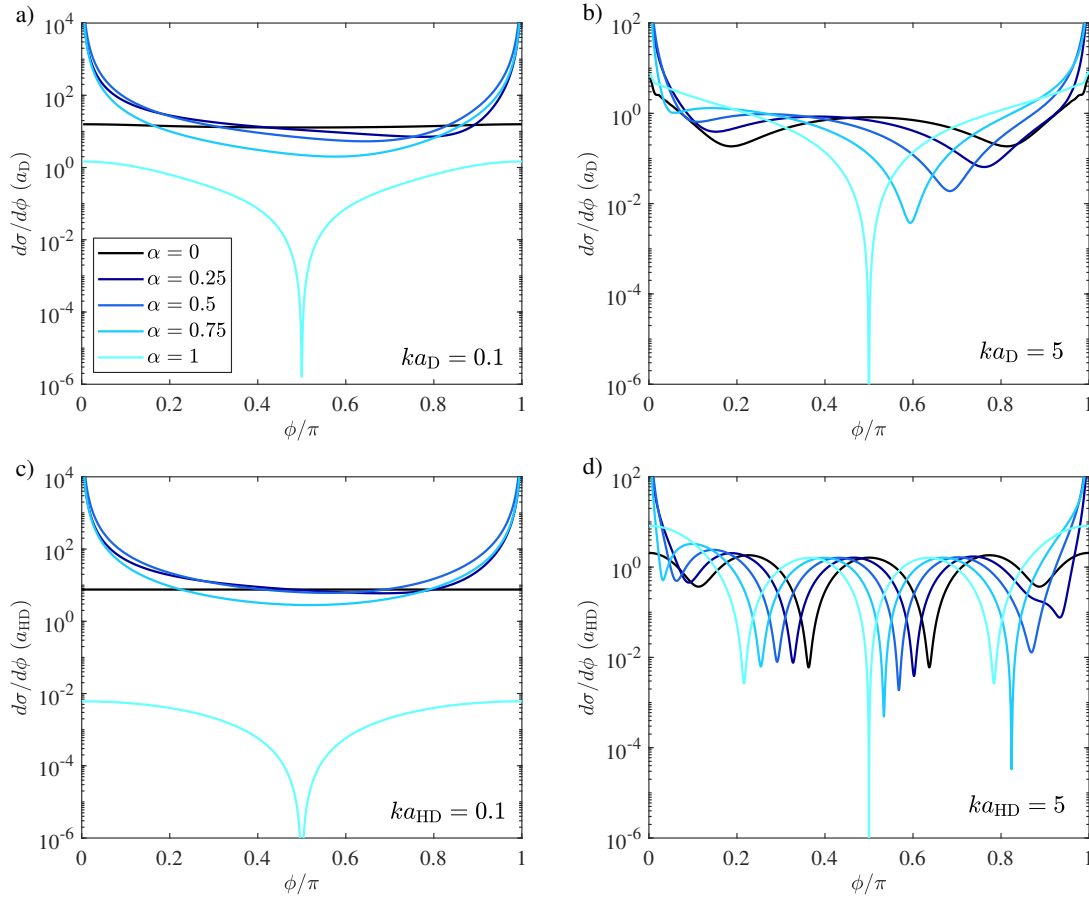 a)
10^4
10^2
10^0
10^-2
10^-4
10^-6
dσ/dϕ (a_D)
α = 0
α = 0.25
α = 0.5
α = 0.75
α = 1
ka_D = 0.1
0 0.2 0.4 0.6 0.8 1
ϕ/π
b)
10^2
10^0
10^-2
10^-4
10^-6
dσ/dϕ (a_D)
ka_D = 5
0 0.2 0.4 0.6 0.8 1
ϕ/π
c)
10^4
10^2
10^0
10^-2
10^-4
10^-6
dσ/dϕ (a_HD)
ka_HD = 0.1
0 0.2 0.4 0.6 0.8 1
ϕ/π
d)
10^2
10^0
10^-2
10^-4
10^-6
dσ/dϕ (a_HD)
ka_HD = 5
0 0.2 0.4 0.6 0.8 1
ϕ/π